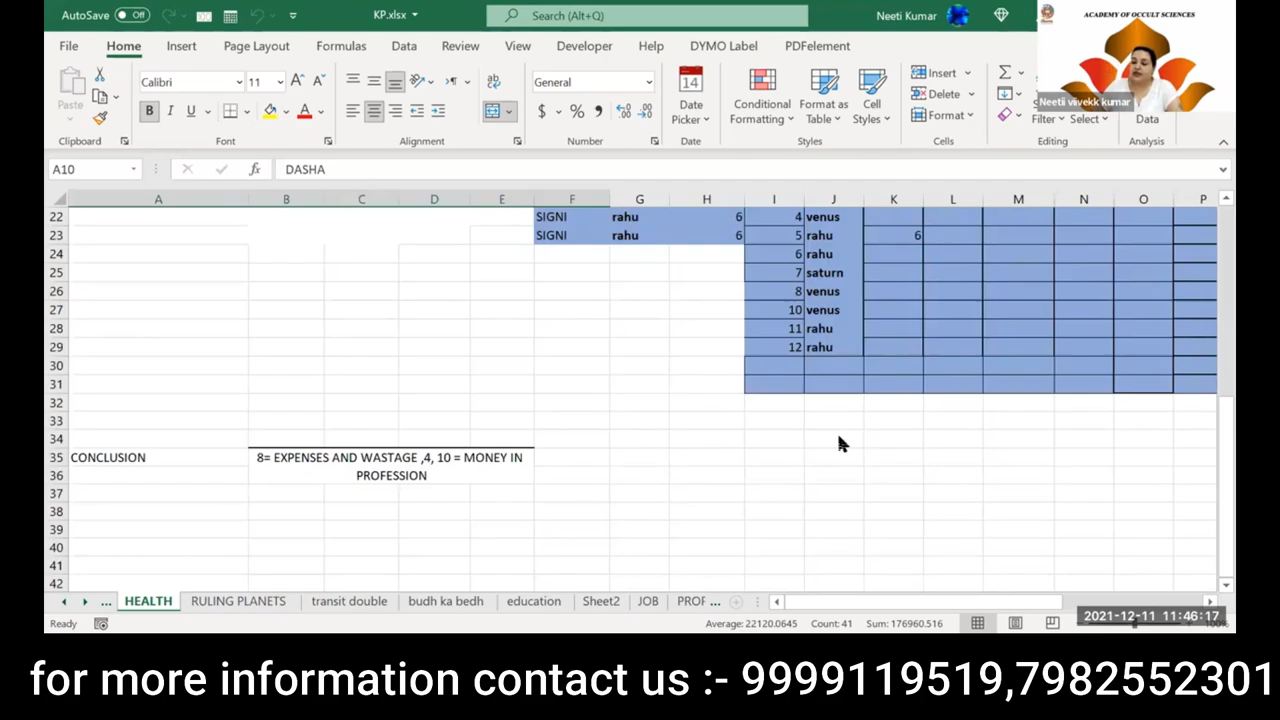 AutoSave Off KP.xlsx Search (Alt+Q) Neeti Kumar
ACADEMY OF OCCULT SCIENCES
File Home Insert Page Layout Formulas Data Review View Developer Help DYMO Label PDFelement
Neetii viivekk kumar
Paste Calibri 11 General
B I U $ % 9
Date Picker Conditional Formatting Format as Table Cell Styles
Insert
Delete
Format
Filter Select Data
Clipboard Font Alignment Number Date Styles Cells Editing Analysis
A10 fx DASHA
A B C D E F G H I J K L M N O P
22 SIGNI rahu 6 4 venus
23 SIGNI rahu 6 5 rahu 6
24 6 rahu
25 7 saturn
26 8 venus
27 10 venus
28 11 rahu
29 12 rahu
30
31
32
33
34
35 CONCLUSION 8= EXPENSES AND WASTAGE ,4, 10 = MONEY IN
36 PROFESSION
37
38
39
40
41
42
... HEALTH RULING PLANETS transit double budh ka bedh education Sheet2 JOB PROF ...
2021-12-11 11:46:17
Ready Average: 22120.0645 Count: 41 Sum: 176960.516
for more information contact us :- 9999119519,7982552301